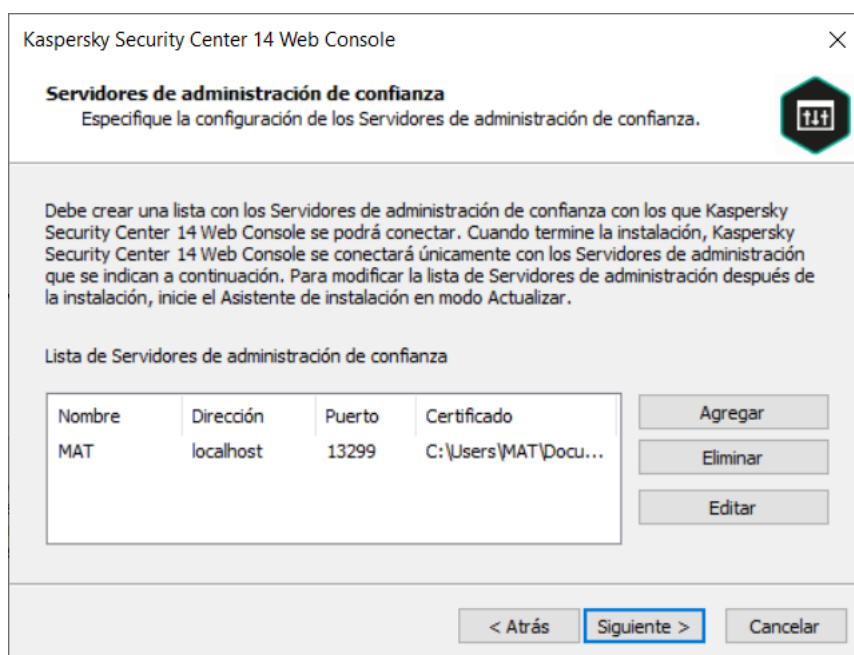 Kaspersky Security Center 14 Web Console
Servidores de administración de confianza
Especifique la configuración de los Servidores de administración de confianza.
Debe crear una lista con los Servidores de administración de confianza con los que Kaspersky
Security Center 14 Web Console se podrá conectar. Cuando termine la instalación, Kaspersky
Security Center 14 Web Console se conectará únicamente con los Servidores de administración
que se indican a continuación. Para modificar la lista de Servidores de administración después de
la instalación, inicie el Asistente de instalación en modo Actualizar.
Lista de Servidores de administración de confianza
Nombre Dirección Puerto Certificado
MAT localhost 13299 C:\Users\MAT\Docu...
Agregar
Eliminar
Editar
< Atrás Siguiente > Cancelar